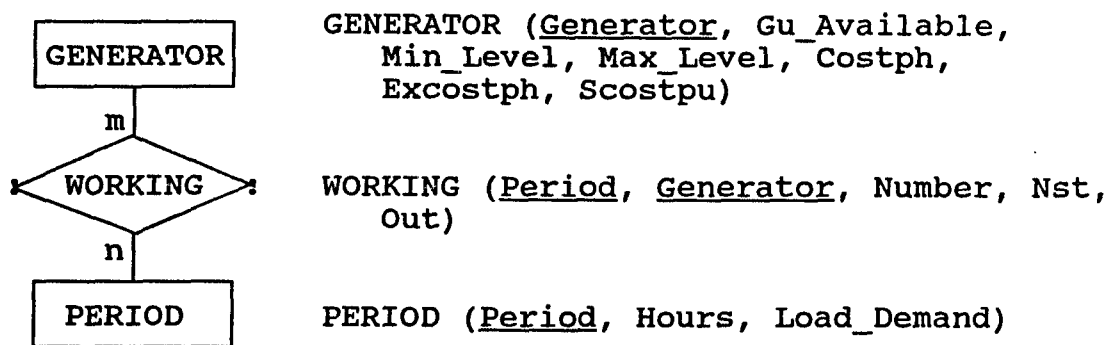 GENERATOR
GENERATOR (Generator, Gu_Available,
Min_Level, Max_Level, Costph,
Excostph, Scostpu)
m
WORKING
WORKING (Period, Generator, Number, Nst,
Out)
n
PERIOD
PERIOD (Period, Hours, Load_Demand)